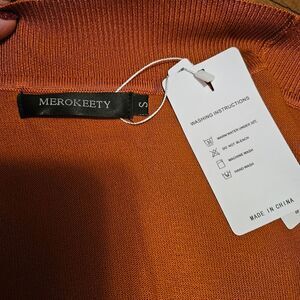 MEROKEETY
S
WASHING INSTRUCTIONS
WARM WATER UNDER 30℃
DO NOT BLEACH
MACHINE WASH
HAND WASH
MADE IN CHINA